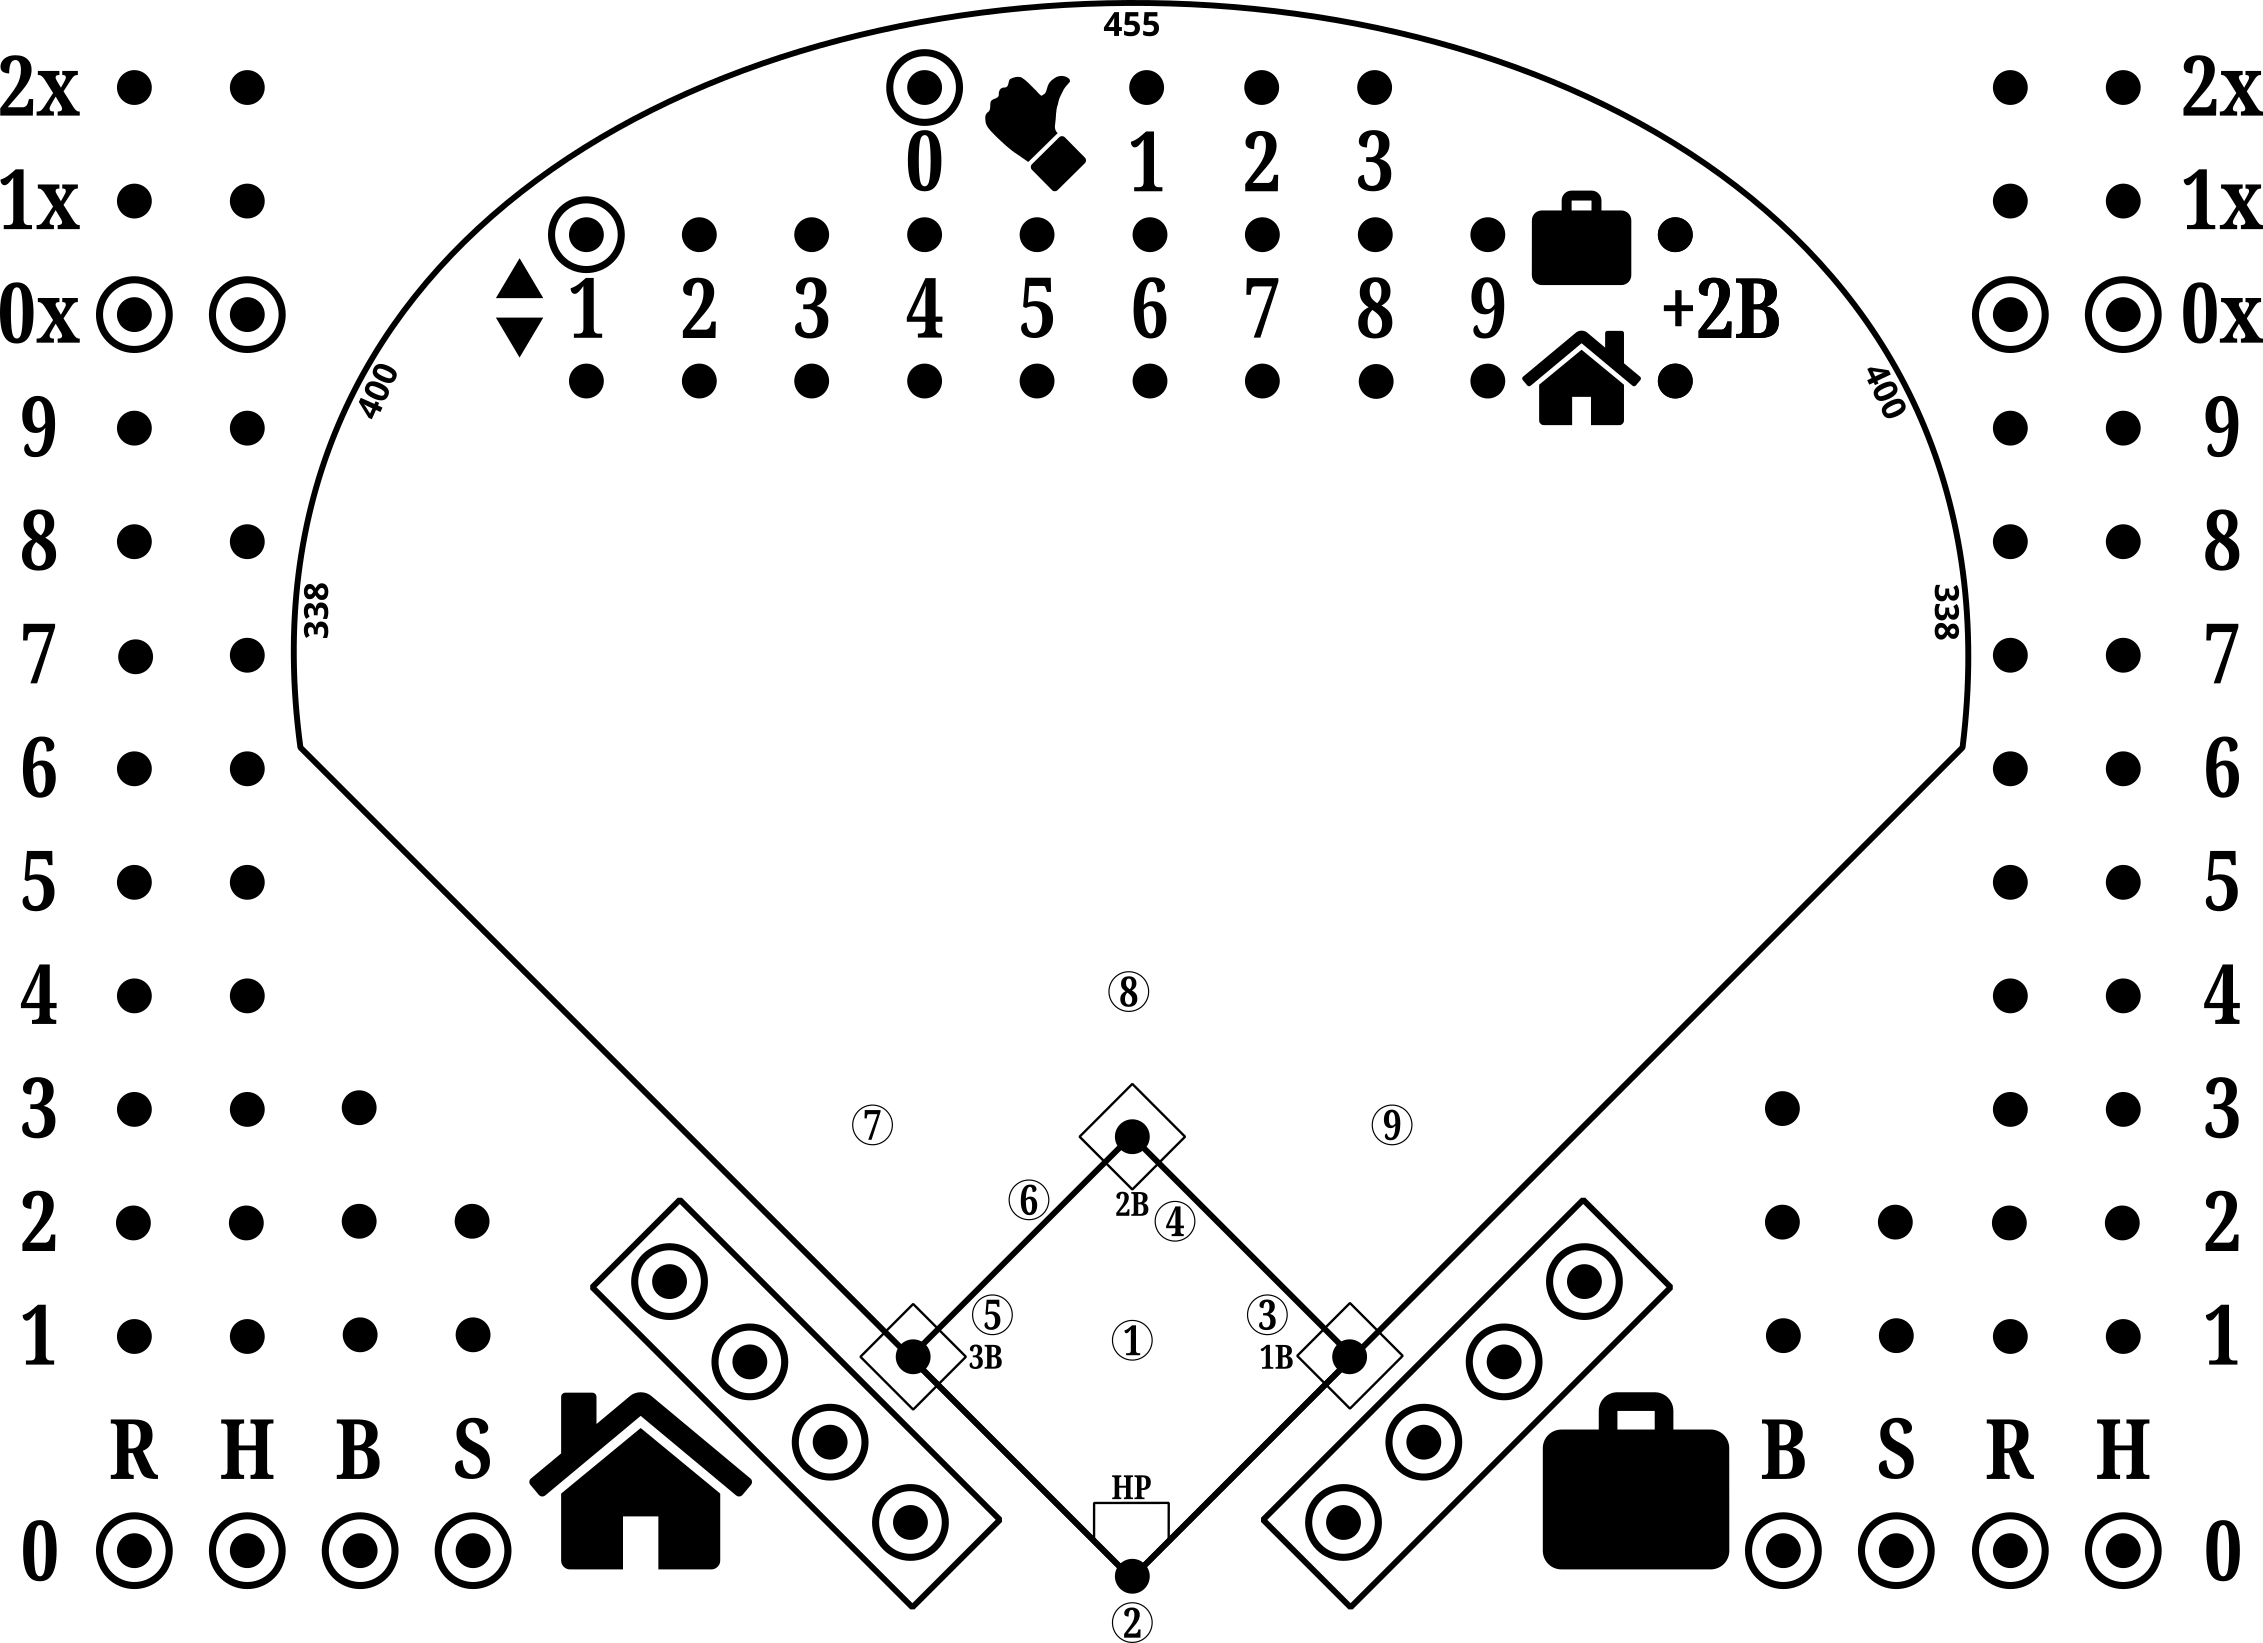 455
2x 2x
0 1 2 3
1x 1x
0x 1 2 3 4 5 6 7 8 9 +2B 0x
400 400
9 9
8 8
338 338
7 7
6 6
5 5
4 4
8
3 7 9 3
2 6 2B 4 2
1 5 3 1
1
3B 1B
R H B S B S R H
HP
0 0
2